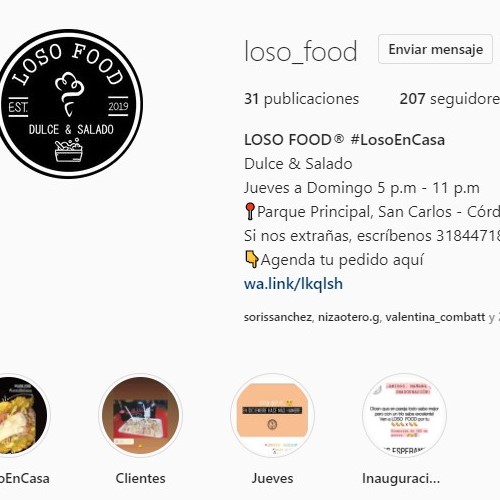 LOSO FOOD
EST. 2019
DULCE & SALADO
loso_food Enviar mensaje
31 publicaciones 207 seguidore
LOSO FOOD® #LosoEnCasa
Dulce & Salado
Jueves a Domingo 5 p.m - 11 p.m
📍Parque Principal, San Carlos - Córd
Si nos extrañas, escríbenos 31844718
👇Agenda tu pedido aquí
wa.link/lkqlsh
sorissanchez, nizaotero.g, valentina_combatt y
oEnCasa Clientes Jueves Inauguraci...